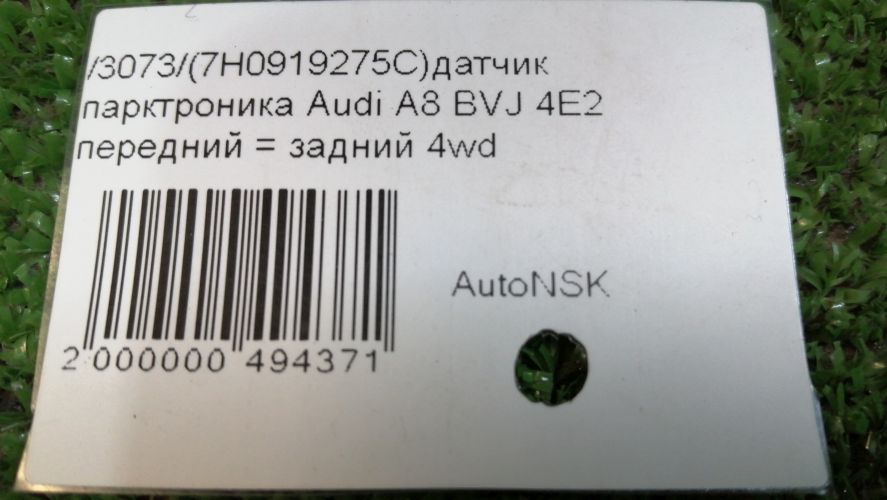 /3073/(7H0919275C)датчик
парктроника Audi A8 BVJ 4E2
передний = задний 4wd
AutoNSK
2 000000 494371